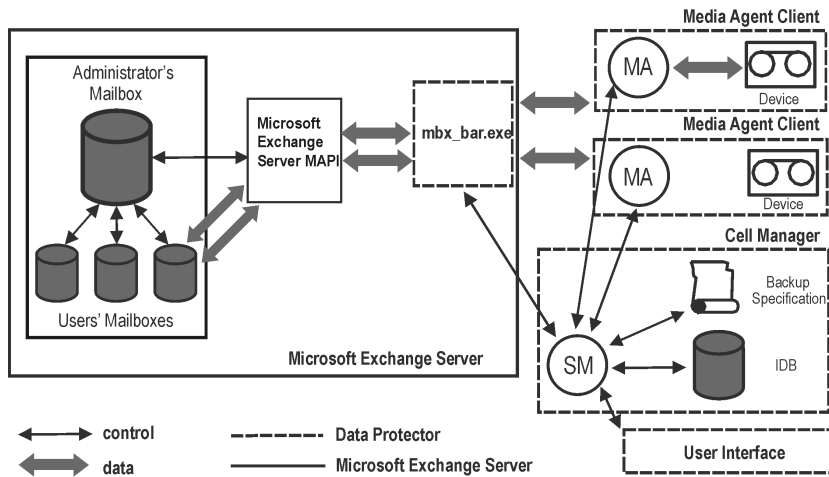 Media Agent Client
Administrator's
Mailbox
MA
Device
Microsoft
Exchange
Server MAPI
mbx_bar.exe
Media Agent Client
MA
Device
Cell Manager
Backup
Specification
Users' Mailboxes
Microsoft Exchange Server
SM
IDB
control
Data Protector
User Interface
data
Microsoft Exchange Server